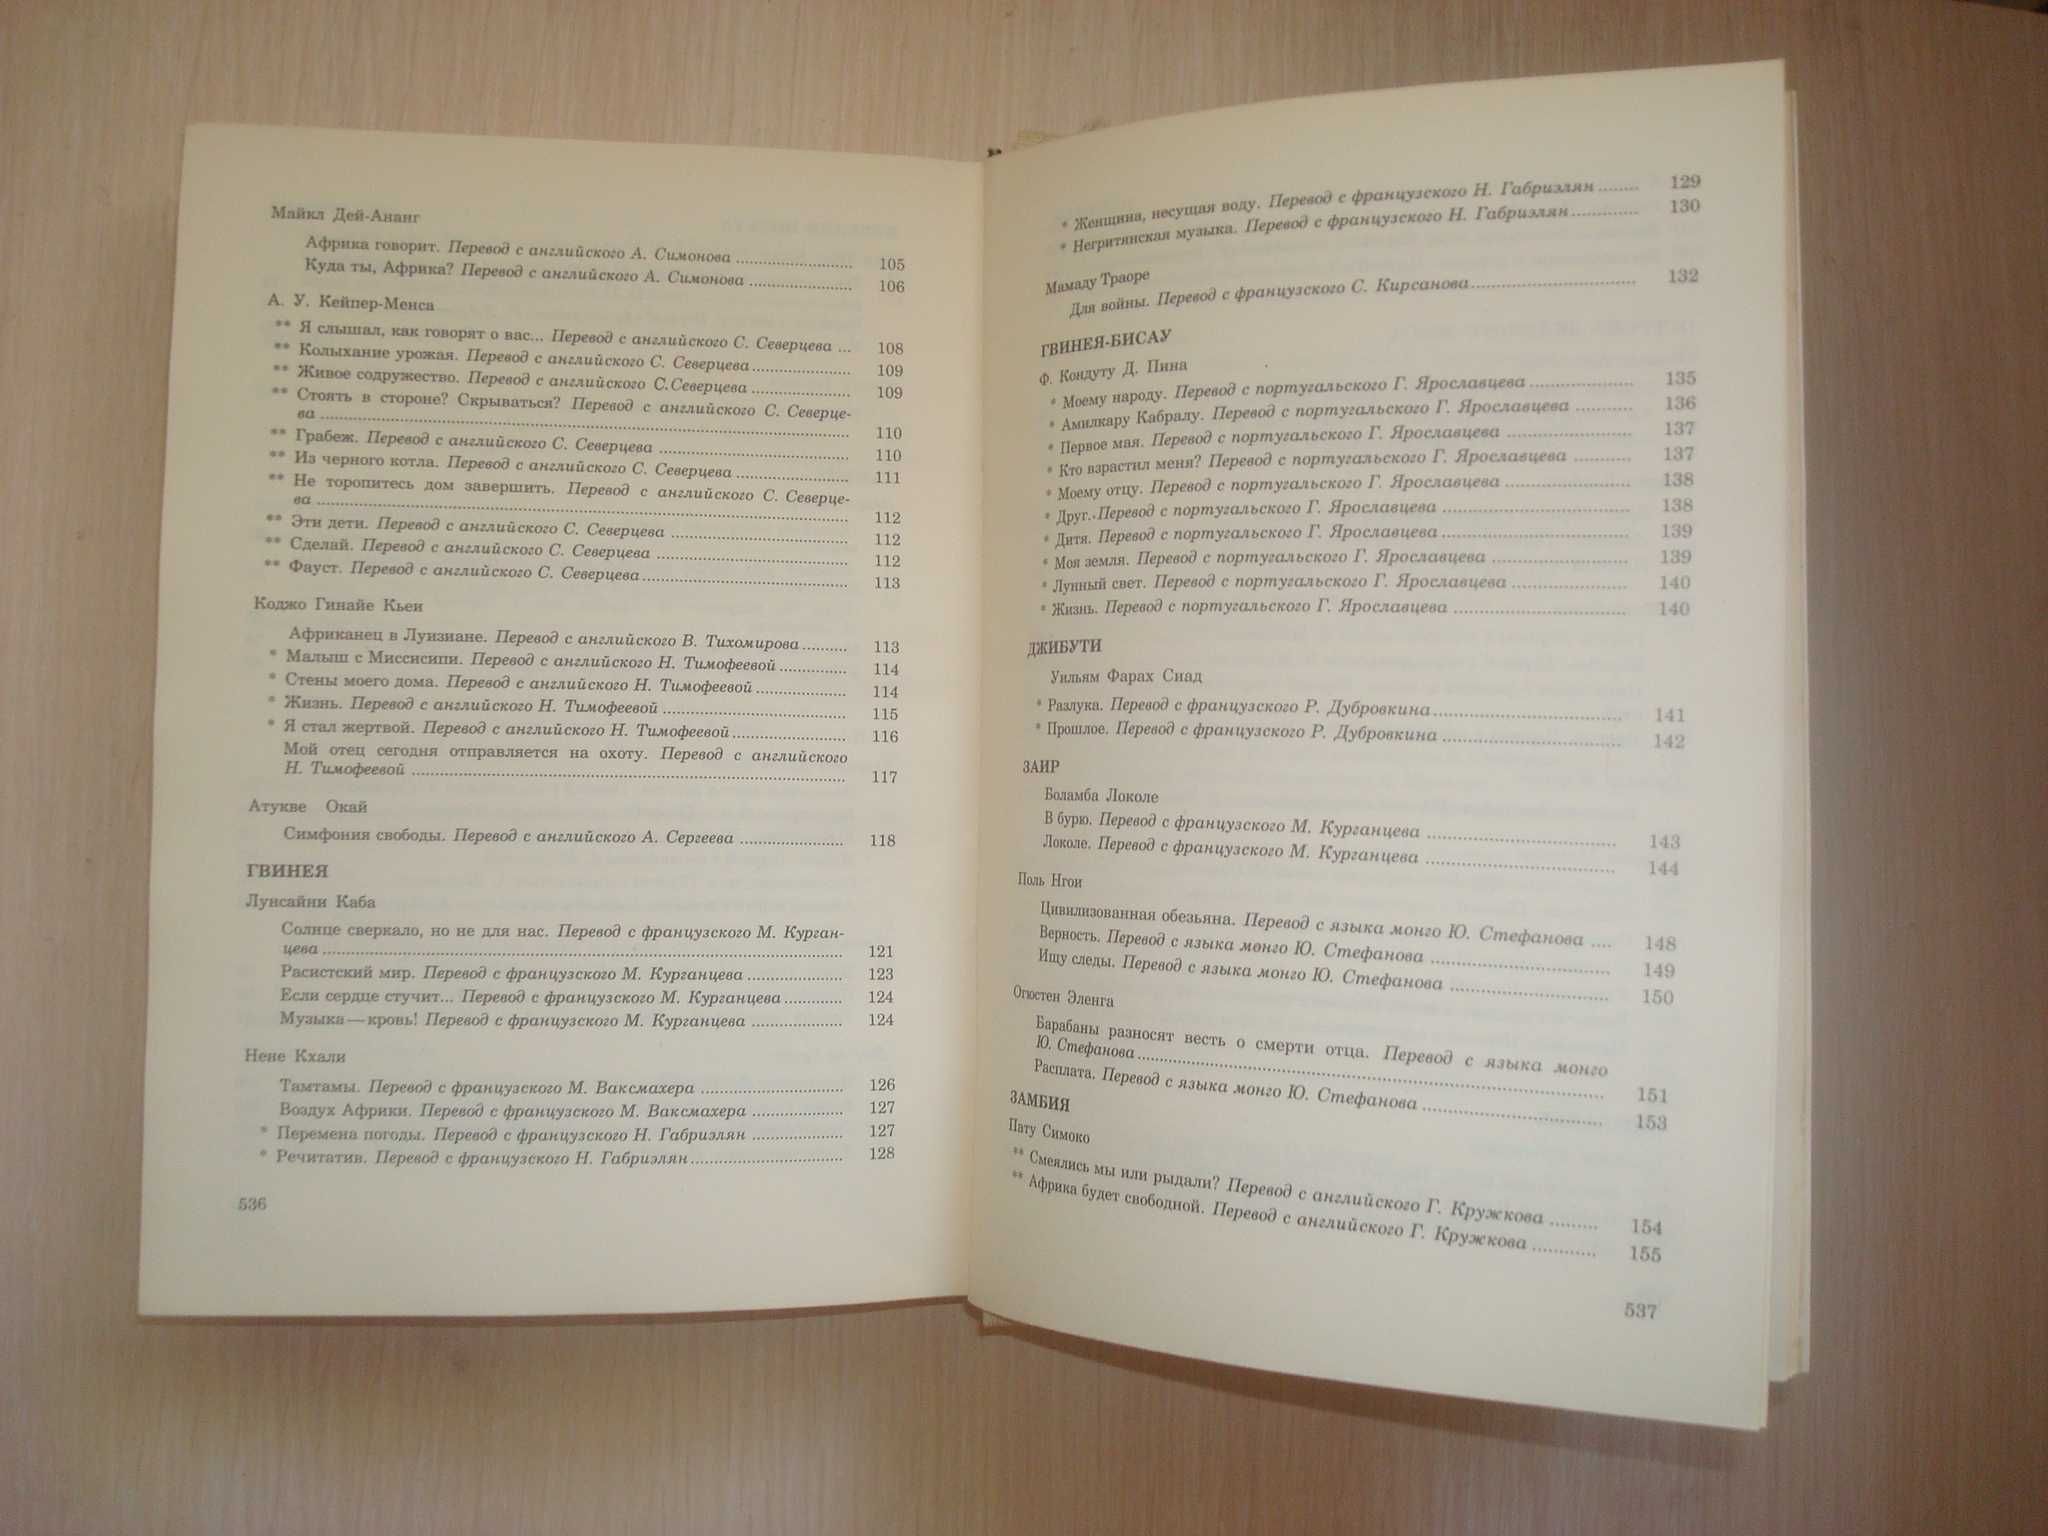 Майкл Дей-Ананг
Африка говорит. Перевод с английского А. Симонова .......................... 105
Куда ты, Африка? Перевод с английского А. Симонова ....................... 106
А. У. Кейпер-Менса
** Я слышал, как говорят о вас... Перевод с английского С. Северцева ... 108
** Колыхание урожая. Перевод с английского С. Северцева ...................... 109
** Живое содружество. Перевод с английского С.Северцева ...................... 109
** Стоять в стороне? Скрываться? Перевод с английского С. Северце-
ва .......................... 110
** Грабеж. Перевод с английского С. Северцева .......................... 110
** Из черного котла. Перевод с английского С. Северцева ...................... 111
** Не торопитесь дом завершить. Перевод с английского С. Северце-
ва .......................... 112
** Эти дети. Перевод с английского С. Северцева .......................... 112
** Сделай. Перевод с английского С. Северцева .......................... 112
** Фауст. Перевод с английского С. Северцева .......................... 113
Коджо Гинайе Кьеи
Африканец в Луизиане. Перевод с английского В. Тихомирова .......... 113
* Малыш с Миссисипи. Перевод с английского Н. Тимофеевой ............... 114
* Стены моего дома. Перевод с английского Н. Тимофеевой .................... 114
* Жизнь. Перевод с английского Н. Тимофеевой .......................... 115
* Я стал жертвой. Перевод с английского Н. Тимофеевой ......................... 116
Мой отец сегодня отправляется на охоту. Перевод с английского
Н. Тимофеевой .......................... 117
Атукве Окай
Симфония свободы. Перевод с английского А. Сергеева ....................... 118
ГВИНЕЯ
Лунсайни Каба
Солнце сверкало, но не для нас. Перевод с французского М. Курган-
цева .......................... 121
Расистский мир. Перевод с французского М. Курганцева ..................... 123
Если сердце стучит... Перевод с французского М. Курганцева ............. 124
Музыка — кровь! Перевод с французского М. Курганцева .................... 124
Нене Кхали
Тамтамы. Перевод с французского М. Ваксмахера .......................... 126
Воздух Африки. Перевод с французского М. Ваксмахера .................... 127
* Перемена погоды. Перевод с французского Н. Габриэлян .................... 127
* Речитатив. Перевод с французского Н. Габриэлян .......................... 128
536
* Женщина, несущая воду. Перевод с французского Н. Габриэлян ........ 129
* Негритянская музыка. Перевод с французского Н. Габриэлян ............. 130
Мамаду Траоре
Для войны. Перевод с французского С. Кирсанова .......................... 132
ГВИНЕЯ-БИСАУ
Ф. Кондуту Д. Пина
* Моему народу. Перевод с португальского Г. Ярославцева .................... 135
* Амилкару Кабралу. Перевод с португальского Г. Ярославцева ........... 136
* Первое мая. Перевод с португальского Г. Ярославцева ....................... 137
* Кто взрастил меня? Перевод с португальского Г. Ярославцева ........... 137
* Моему отцу. Перевод с португальского Г. Ярославцева ....................... 138
* Друг. Перевод с португальского Г. Ярославцева .......................... 138
* Дитя. Перевод с португальского Г. Ярославцева .......................... 139
* Моя земля. Перевод с португальского Г. Ярославцева ......................... 139
* Лунный свет. Перевод с португальского Г. Ярославцева ..................... 140
* Жизнь. Перевод с португальского Г. Ярославцева .......................... 140
ДЖИБУТИ
Уильям Фарах Сиад
* Разлука. Перевод с французского Р. Дубровкина .......................... 141
* Прошлое. Перевод с французского Р. Дубровкина .......................... 142
ЗАИР
Боламба Локоле
В бурю. Перевод с французского М. Курганцева .......................... 143
Локоле. Перевод с французского М. Курганцева .......................... 144
Поль Нгои
Цивилизованная обезьяна. Перевод с языка монго Ю. Стефанова .... 148
Верность. Перевод с языка монго Ю. Стефанова .......................... 149
Ищу следы. Перевод с языка монго Ю. Стефанова .......................... 150
Огюстен Эленга
Барабаны разносят весть о смерти отца. Перевод с языка монго
Ю. Стефанова .......................... 151
Расплата. Перевод с языка монго Ю. Стефанова .......................... 153
ЗАМБИЯ
Пату Симоко
** Смеялись мы или рыдали? Перевод с английского Г. Кружкова ......... 154
** Африка будет свободной. Перевод с английского Г. Кружкова ............ 155
537